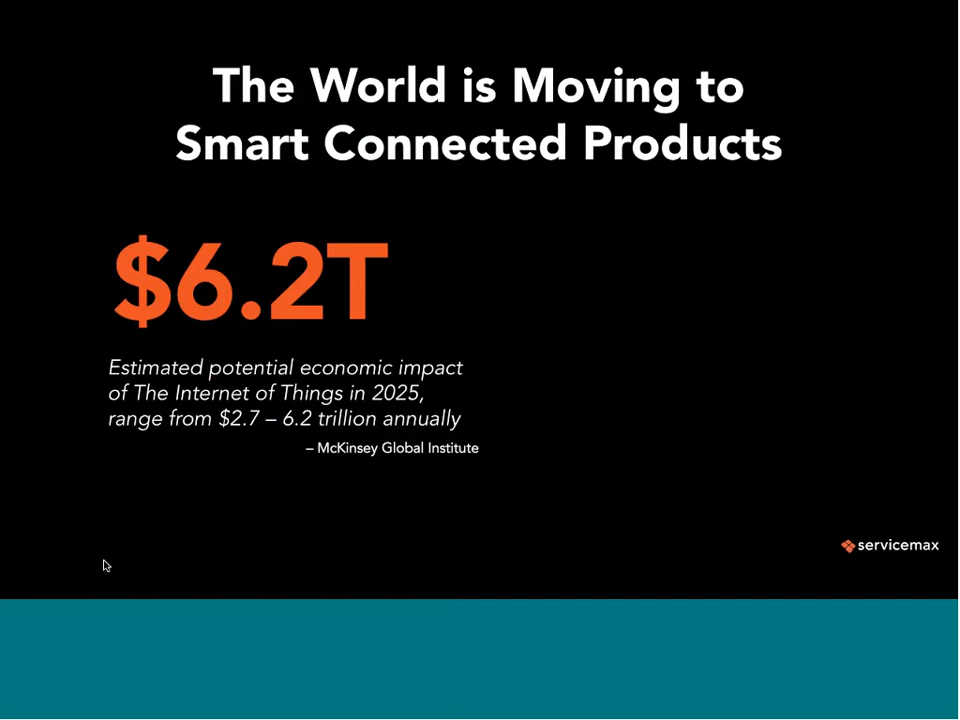 The World is Moving to
Smart Connected Products
$6.2T
Estimated potential economic impact
of The Internet of Things in 2025,
range from $2.7 – 6.2 trillion annually
– McKinsey Global Institute
servicemax